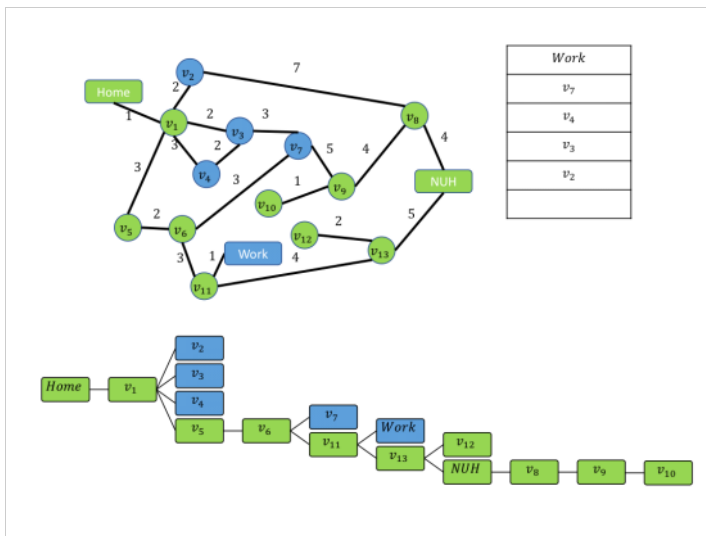 7
Work
v₂
Home
2
v₇
1
v₁
2
3
v₈
v₃
4
v₄
3
2
v₇
5
4
v₃
v₄
3
3
1
v₉
NUH
v₂
v₁₀
5
2
2
v₅
v₆
v₁₂
v₁₃
3
1
Work
4
v₁₁
v₂
Home
v₁
v₃
v₄
v₅
v₆
v₇
v₁₁
Work
v₁₃
v₁₂
NUH
v₈
v₉
v₁₀